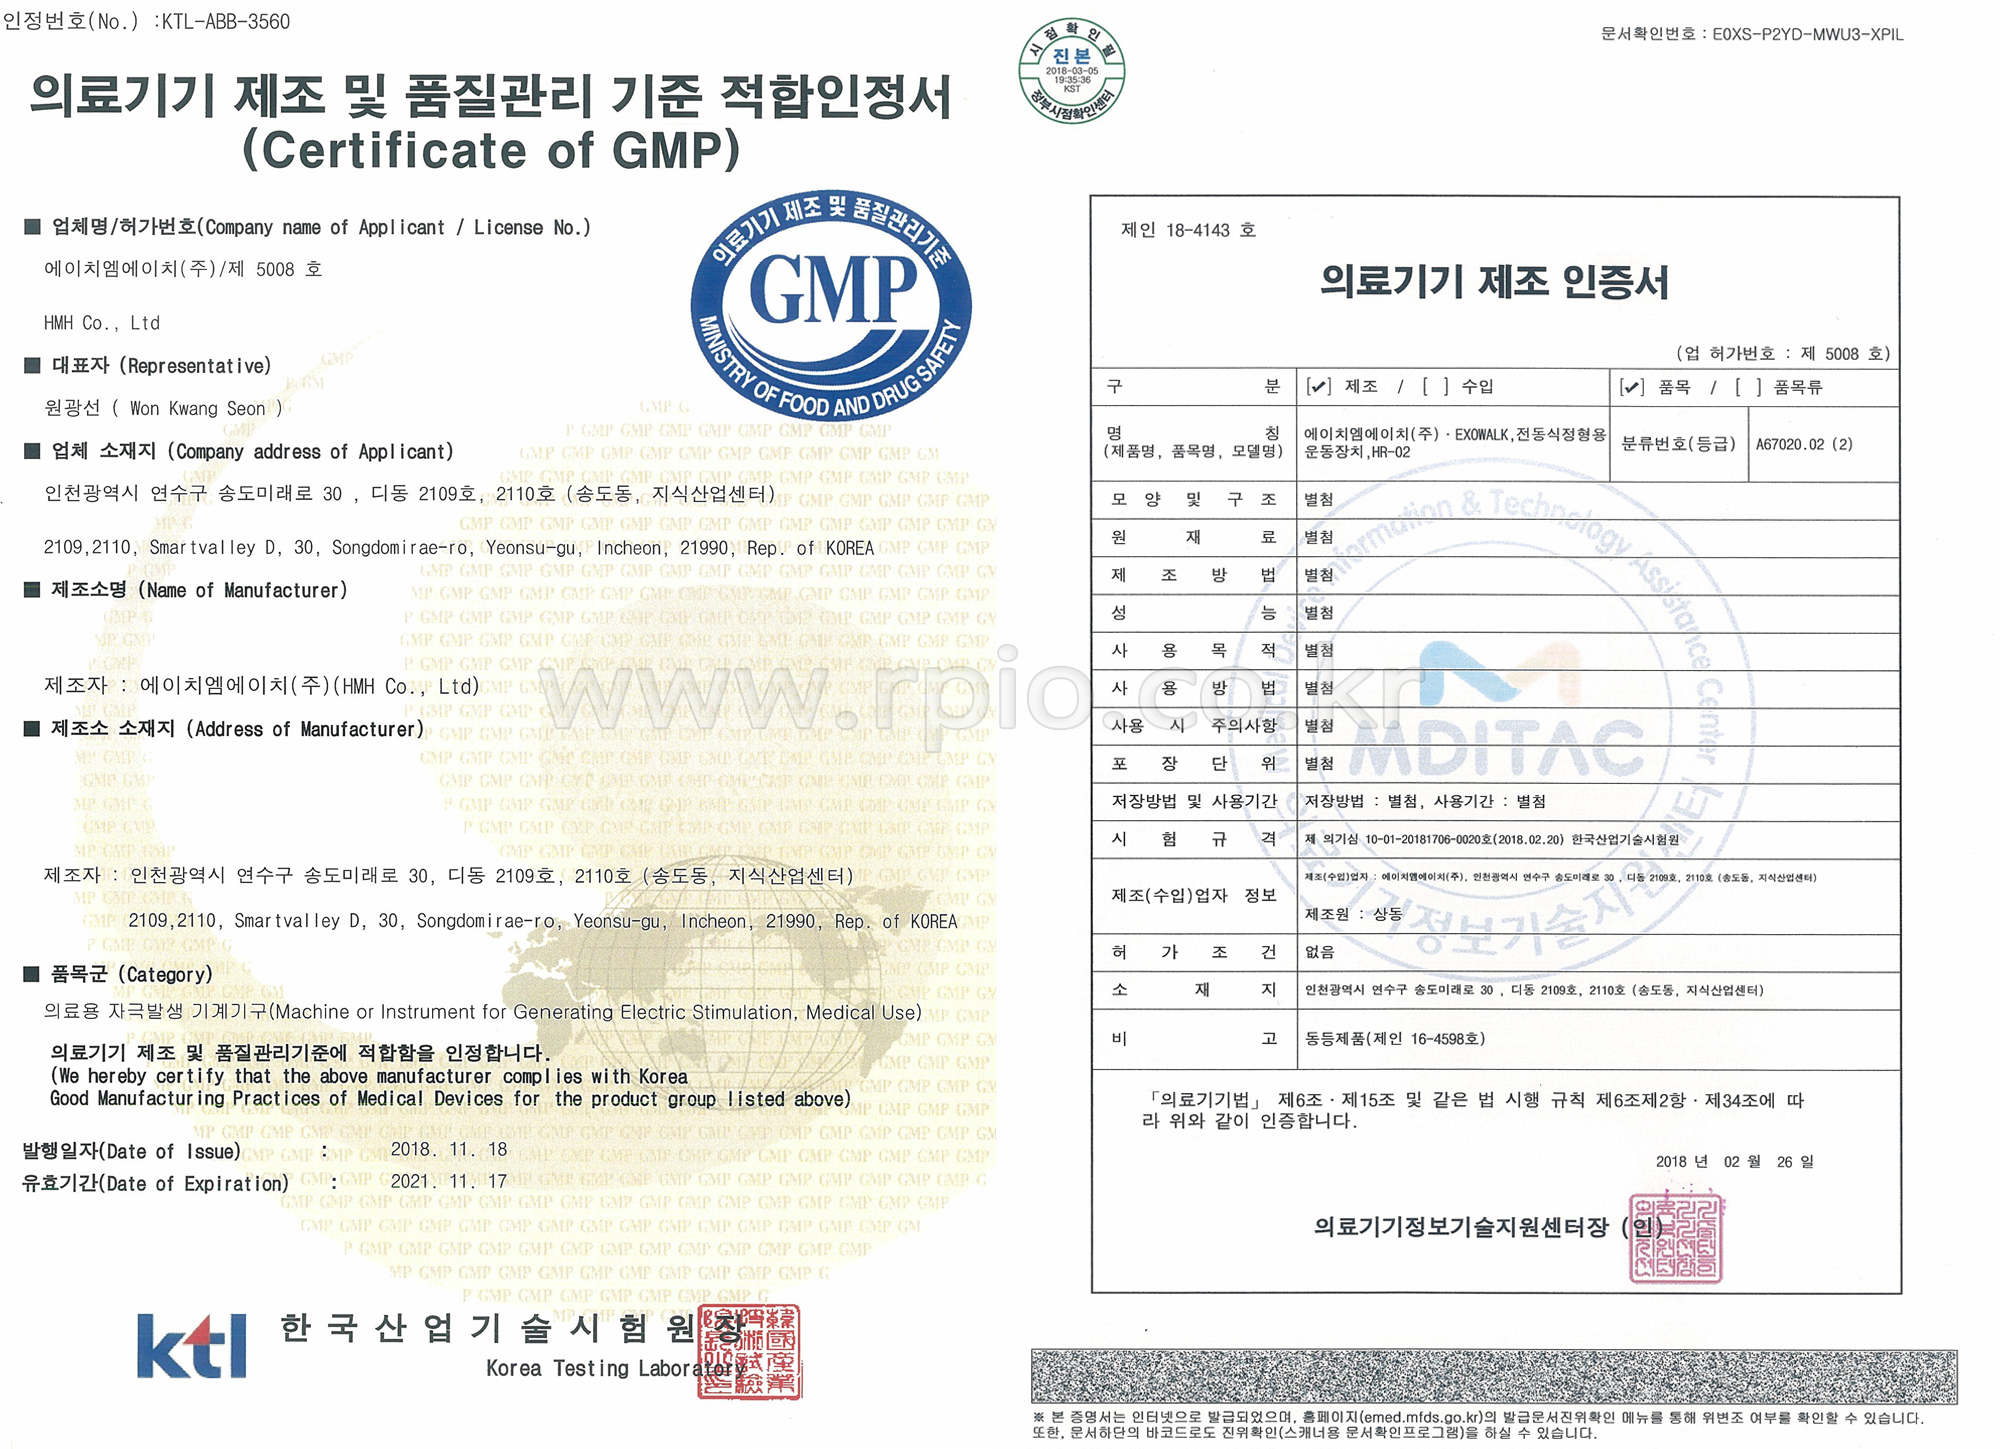 인정번호(No.) :KTL-ABB-3560
의료기기 제조 및 품질관리 기준 적합인정서
(Certificate of GMP)
의료기기 제조 및 품질관리기준
GMP
MINISTRY OF FOOD AND DRUG SAFETY
■ 업체명/허가번호(Company name of Applicant / License No.)
에이치엠에이치(주)/제 5008 호
HMH Co., Ltd
■ 대표자 (Representative)
원광선 ( Won Kwang Seon )
■ 업체 소재지 (Company address of Applicant)
인천광역시 연수구 송도미래로 30 , 디동 2109호, 2110호 (송도동, 지식산업센터)
2109,2110, Smartvalley D, 30, Songdomirae-ro, Yeonsu-gu, Incheon, 21990, Rep. of KOREA
■ 제조소명 (Name of Manufacturer)
제조자 : 에이치엠에이치(주)(HMH Co., Ltd)
■ 제조소 소재지 (Address of Manufacturer)
제조자 : 인천광역시 연수구 송도미래로 30, 디동 2109호, 2110호 (송도동, 지식산업센터)
2109,2110, Smartvalley D, 30, Songdomirae-ro, Yeonsu-gu, Incheon, 21990, Rep. of KOREA
■ 품목군 (Category)
의료용 자극발생 기계기구(Machine or Instrument for Generating Electric Stimulation, Medical Use)
의료기기 제조 및 품질관리기준에 적합함을 인정합니다.
(We hereby certify that the above manufacturer complies with Korea
Good Manufacturing Practices of Medical Devices for the product group listed above)
발행일자(Date of Issue) : 2018. 11. 18
유효기간(Date of Expiration) : 2021. 11. 17
ktl 한국산업기술시험원장
Korea Testing Laboratory
www.rpio.co.kr
시점확인필
진본
2018-03-05
19:35:36
KST
정부시점확인센터
문서확인번호 : E0XS-P2YD-MWU3-XPIL
제인 18-4143 호
의료기기 제조 인증서
(업 허가번호 : 제 5008 호)
구 분 [✔] 제조 / [ ] 수입 [✔] 품목 / [ ] 품목류
명 칭
(제품명, 품목명, 모델명)
에이치엠에이치(주)·EXOWALK,전동식정형용
운동장치,HR-02
분류번호(등급) A67020.02 (2)
모 양 및 구 조 별첨
원 재 료 별첨
제 조 방 법 별첨
성 능 별첨
사 용 목 적 별첨
사 용 방 법 별첨
사용 시 주의사항 별첨
포 장 단 위 별첨
저장방법 및 사용기간 저장방법 : 별첨, 사용기간 : 별첨
시 험 규 격 제 의기심 10-01-20181706-0020호(2018.02.20) 한국산업기술시험원
제조(수입)업자 정보
제조(수입)업자 : 에이치엠에이치(주), 인천광역시 연수구 송도미래로 30 , 디동 2109호, 2110호 (송도동, 지식산업센터)
제조원 : 상동
허 가 조 건 없음
소 재 지 인천광역시 연수구 송도미래로 30 , 디동 2109호, 2110호 (송도동, 지식산업센터)
비 고 동등제품(제인 16-4598호)
Medical Device Information & Technology Assistance Center
MDITAC
의료기기정보기술지원센터
「의료기기법」 제6조·제15조 및 같은 법 시행 규칙 제6조제2항·제34조에 따
라 위와 같이 인증합니다.
2018 년 02 월 26 일
의료기기정보기술지원센터장 (인)
※ 본 증명서는 인터넷으로 발급되었으며, 홈페이지(emed.mfds.go.kr)의 발급문서진위확인 메뉴를 통해 위변조 여부를 확인할 수 있습니다.
또한, 문서하단의 바코드로도 진위확인(스캐너용 문서확인프로그램)을 하실 수 있습니다.